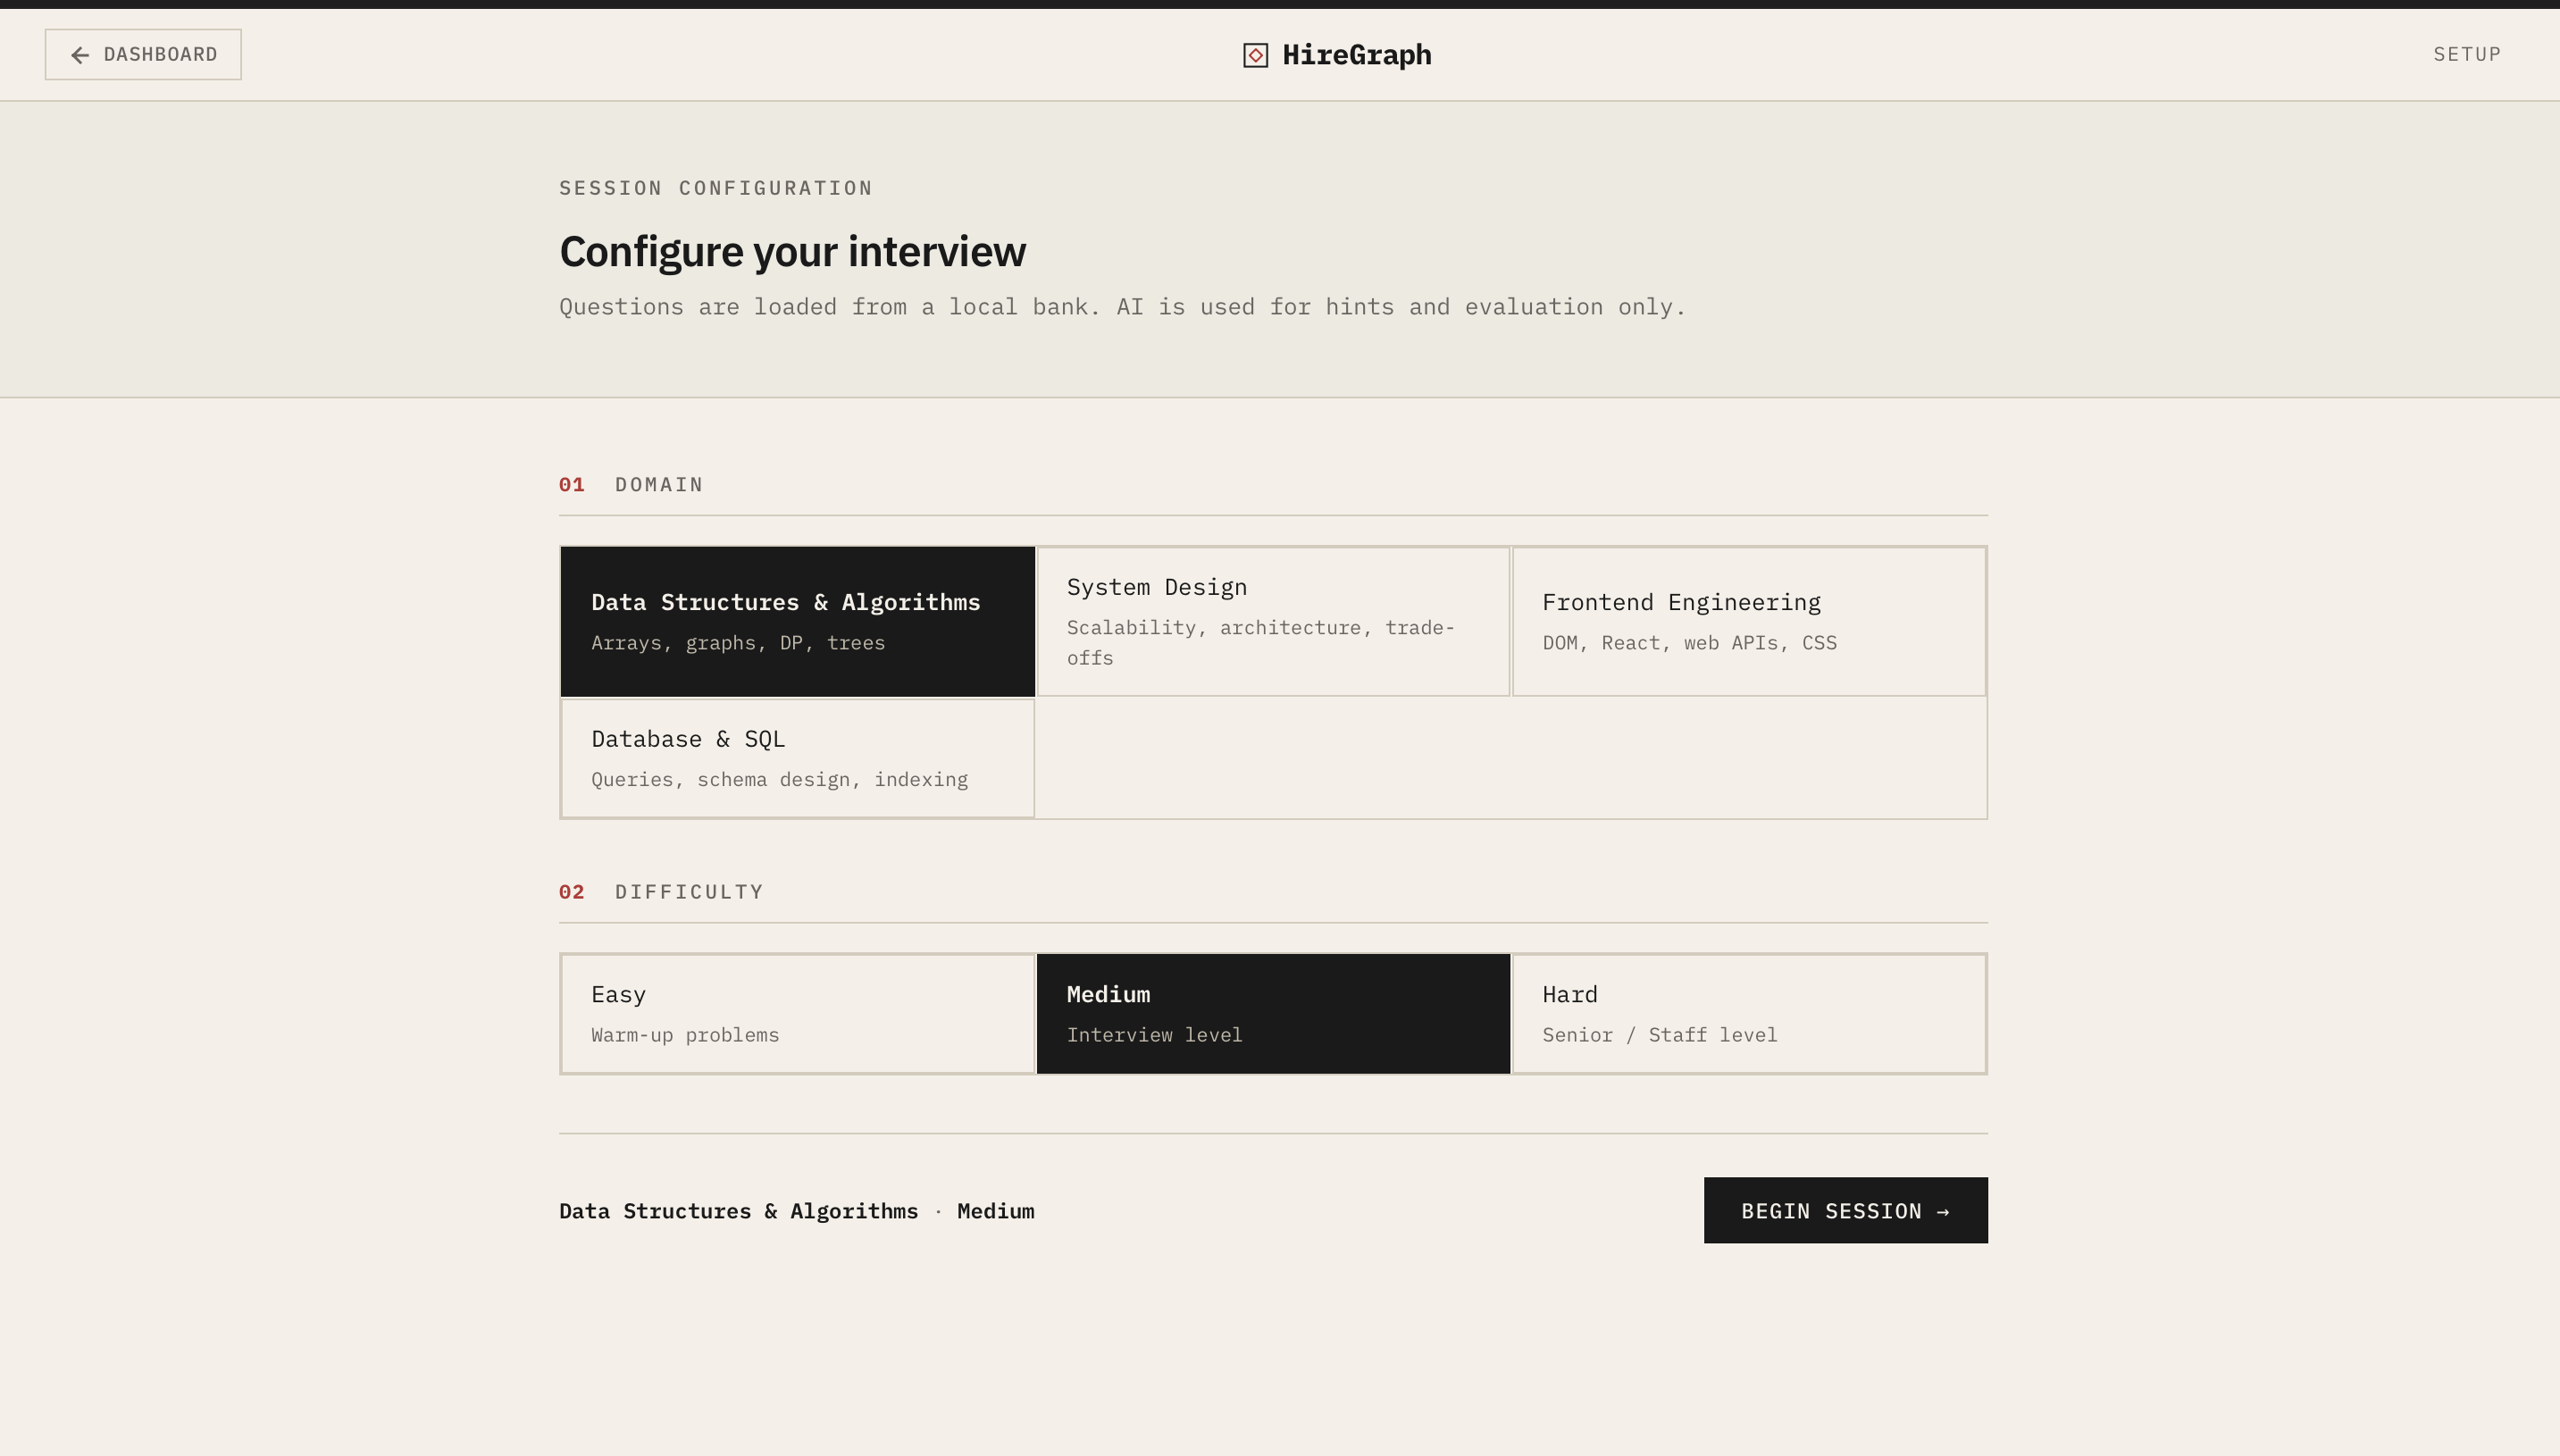 ← DASHBOARD
HireGraph
SETUP
SESSION CONFIGURATION
Configure your interview
Questions are loaded from a local bank. AI is used for hints and evaluation only.
01 DOMAIN
Data Structures & Algorithms
Arrays, graphs, DP, trees
System Design
Scalability, architecture, trade-
offs
Frontend Engineering
DOM, React, web APIs, CSS
Database & SQL
Queries, schema design, indexing
02 DIFFICULTY
Easy
Warm-up problems
Medium
Interview level
Hard
Senior / Staff level
Data Structures & Algorithms · Medium
BEGIN SESSION →